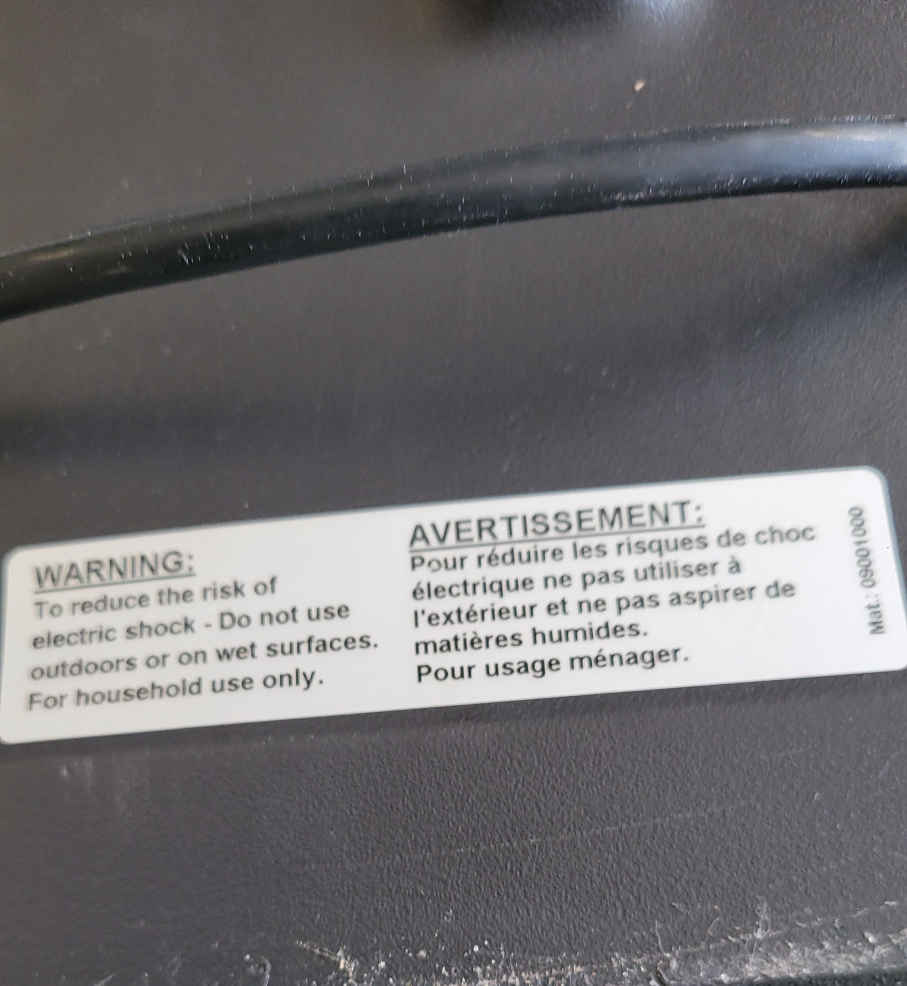 WARNING:
To reduce the risk of
electric shock - Do not use
outdoors or on wet surfaces.
For household use only.
AVERTISSEMENT:
Pour réduire les risques de choc
électrique ne pas utiliser à
l'extérieur et ne pas aspirer de
matières humides.
Pour usage ménager.
Mat.: 09001000